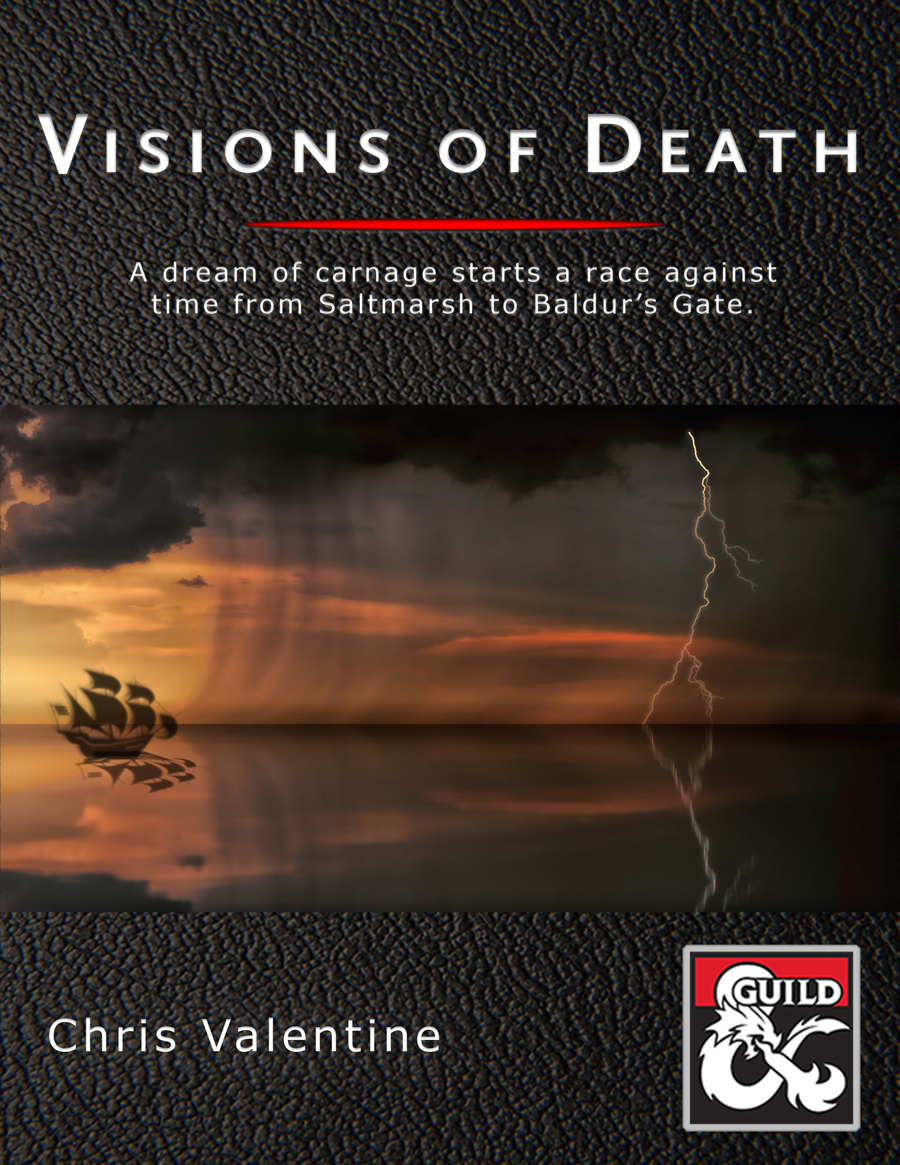 Visions of Death
A dream of carnage starts a race against
time from Saltmarsh to Baldur’s Gate.
GUILD
Chris Valentine